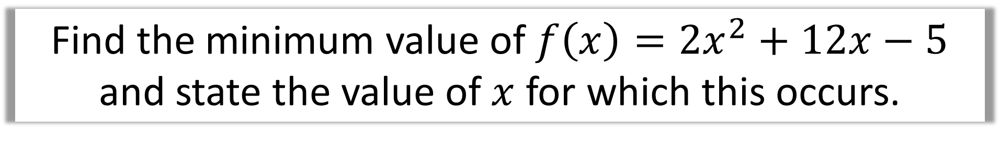 Find the minimum value of f(x) = 2x² + 12x − 5
and state the value of x for which this occurs.